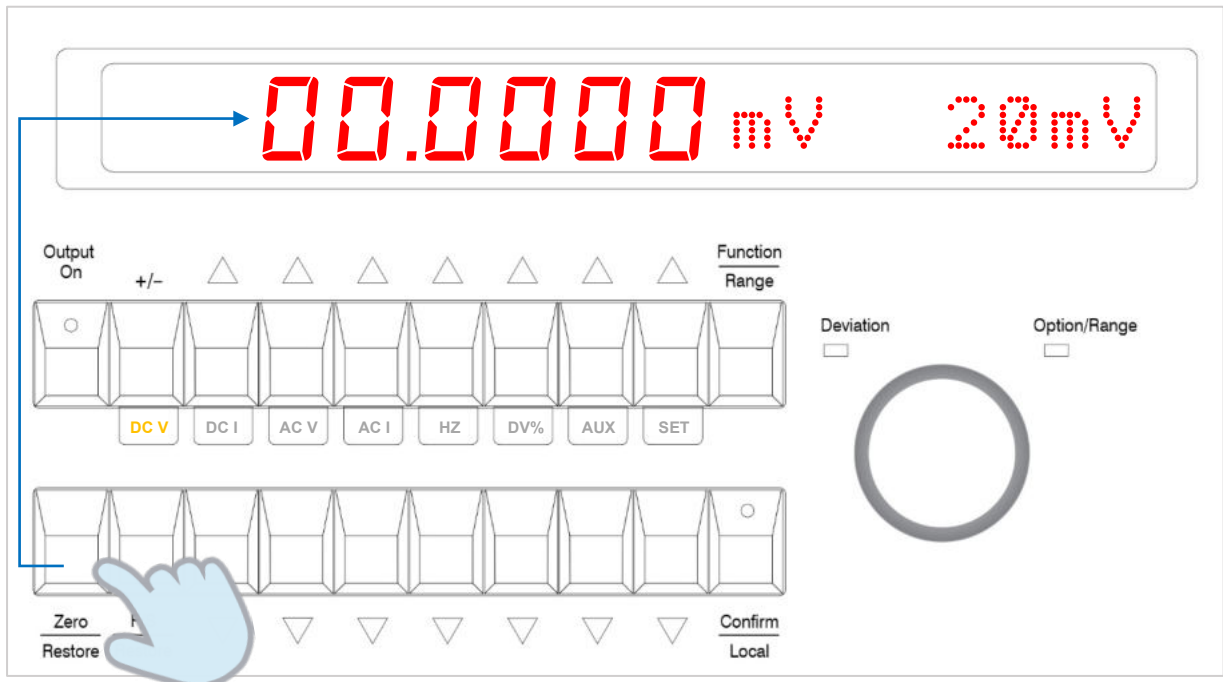 00.0000 mV 20mV
Output
On
+/−
Function
Range
Deviation
Option/Range
DC V
DC I
AC V
AC I
HZ
DV%
AUX
SET
Zero
Restore
Confirm
Local